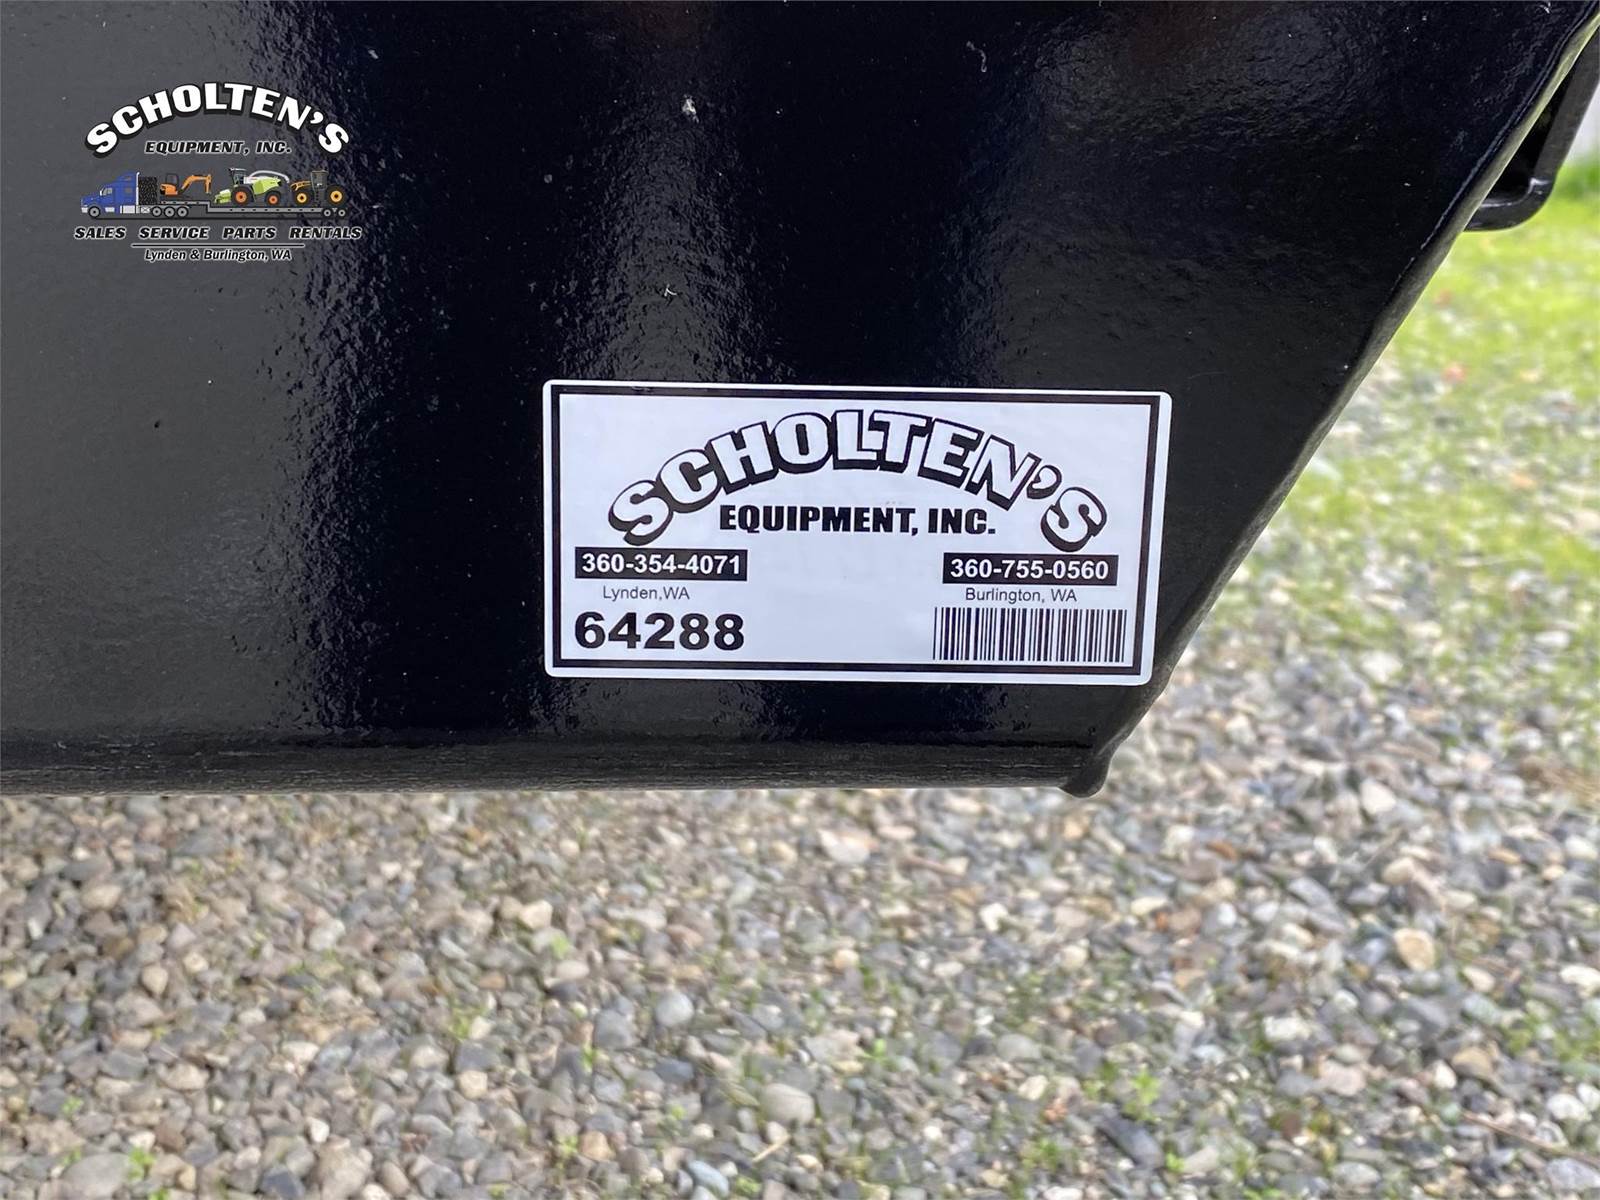 SCHOLTEN'S
EQUIPMENT, INC.
SALES SERVICE PARTS RENTALS
Lynden & Burlington, WA
SCHOLTEN'S
EQUIPMENT, INC.
360-354-4071 360-755-0560
Lynden,WA Burlington, WA
64288